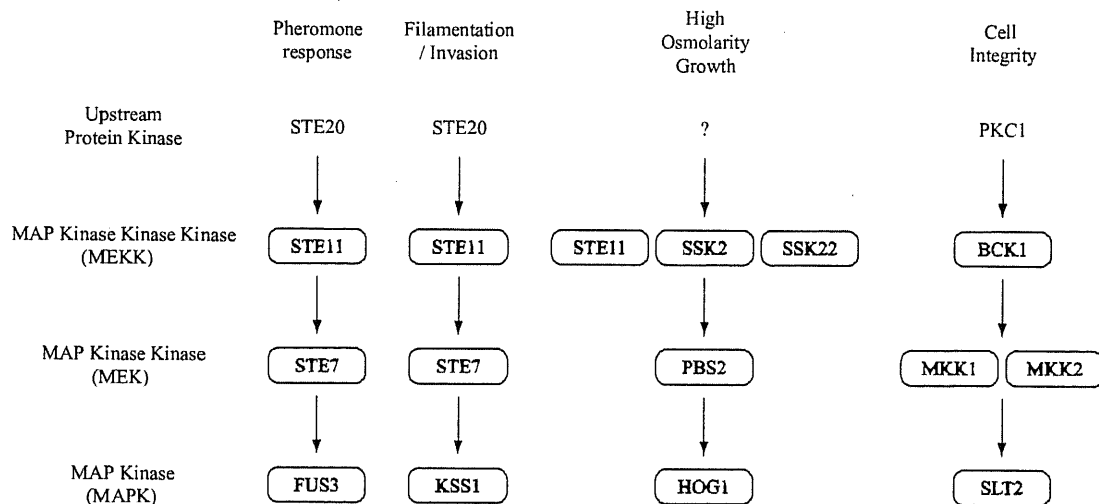 Pheromone
response
Filamentation
/ Invasion
High
Osmolarity
Growth
Cell
Integrity
Upstream
Protein Kinase
STE20
STE20
?
PKC1
MAP Kinase Kinase Kinase
(MEKK)
STE11
STE11
STE11
SSK2
SSK22
BCK1
MAP Kinase Kinase
(MEK)
STE7
STE7
PBS2
MKK1
MKK2
MAP Kinase
(MAPK)
FUS3
KSS1
HOG1
SLT2